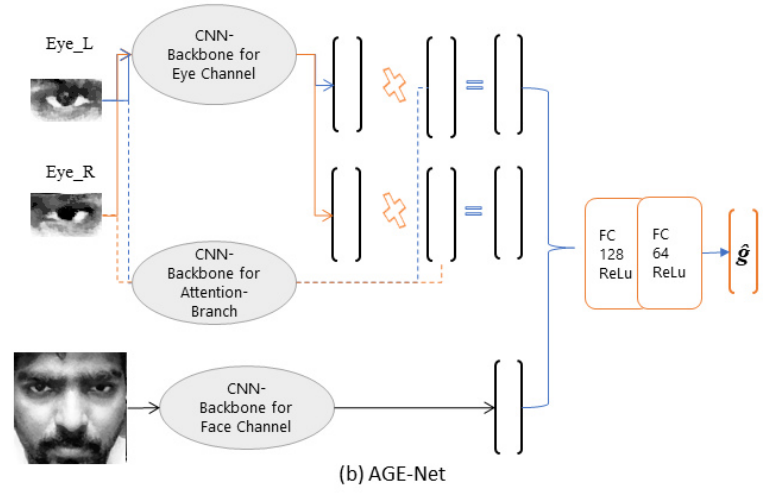 Eye_L
CNN-
Backbone for
Eye Channel
=
Eye_R
=
CNN-
Backbone for
Attention-
Branch
FC
128
ReLu
FC
64
ReLu
ĝ
CNN-
Backbone for
Face Channel
(b) AGE-Net